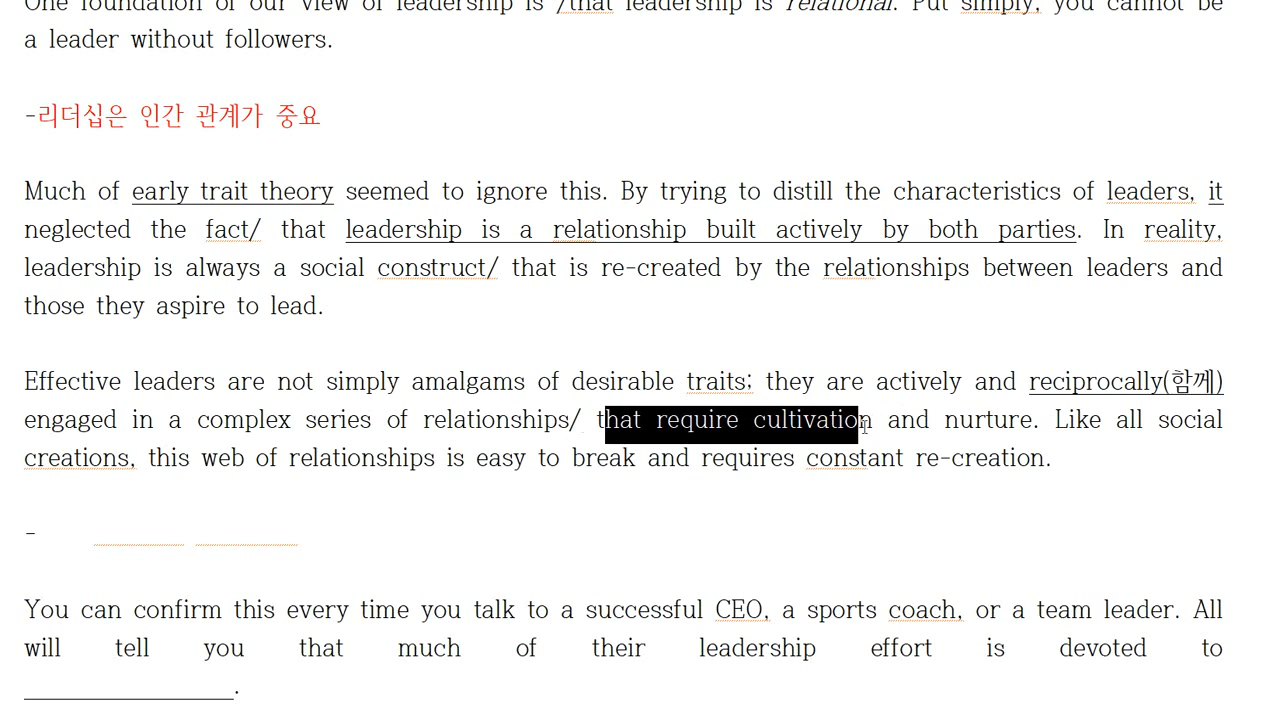 One foundation of our view of leadership is /that leadership is relational. Put simply, you cannot be
a leader without followers.
-리더십은 인간 관계가 중요
Much of early trait theory seemed to ignore this. By trying to distill the characteristics of leaders, it
neglected the fact/ that leadership is a relationship built actively by both parties. In reality,
leadership is always a social construct/ that is re-created by the relationships between leaders and
those they aspire to lead.
Effective leaders are not simply amalgams of desirable traits; they are actively and reciprocally(함께)
engaged in a complex series of relationships/ that require cultivation and nurture. Like all social
creations, this web of relationships is easy to break and requires constant re-creation.
-
You can confirm this every time you talk to a successful CEO, a sports coach, or a team leader. All
will tell you that much of their leadership effort is devoted to
____________________.